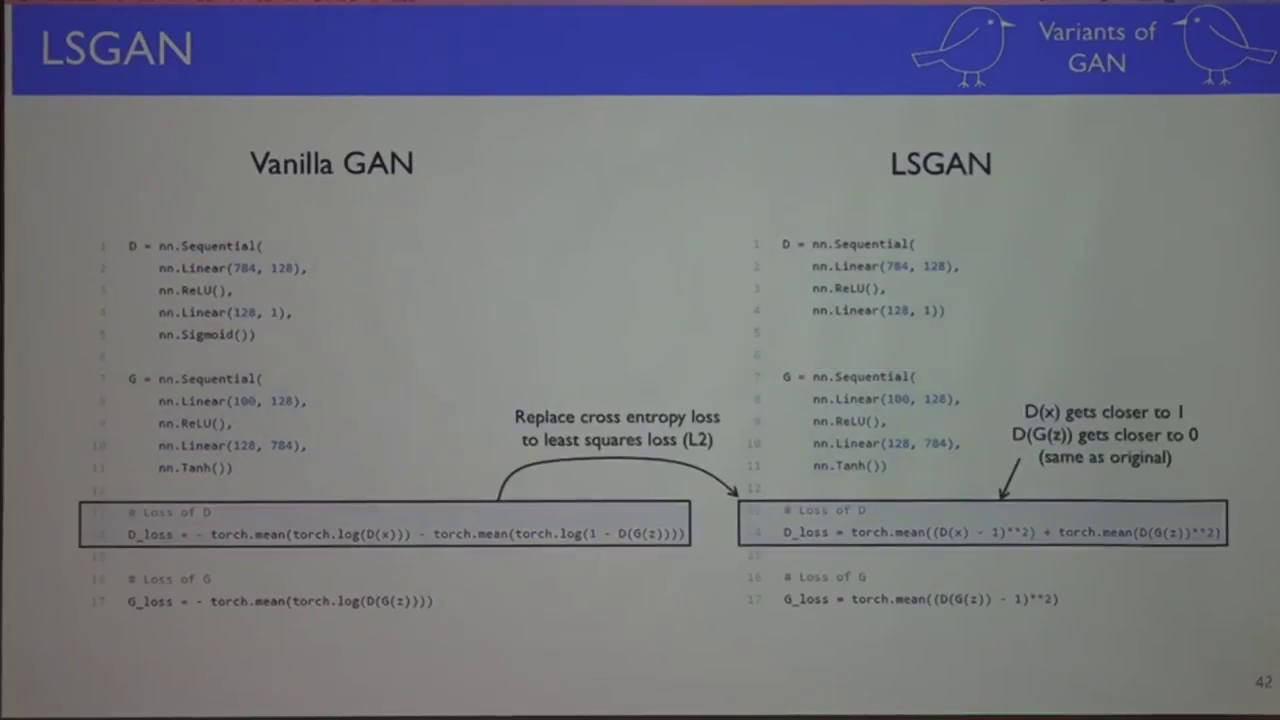 LSGAN
Variants of
GAN
Vanilla GAN
1 D = nn.Sequential(
2 nn.Linear(784, 128),
3 nn.ReLU(),
4 nn.Linear(128, 1),
5 nn.Sigmoid())
6
7 G = nn.Sequential(
8 nn.Linear(100, 128),
9 nn.ReLU(),
10 nn.Linear(128, 784),
11 nn.Tanh())
12
13 # Loss of D
14 D_loss = - torch.mean(torch.log(D(x))) - torch.mean(torch.log(1 - D(G(z))))
15
16 # Loss of G
17 G_loss = - torch.mean(torch.log(D(G(z))))
Replace cross entropy loss
to least squares loss (L2)
LSGAN
1 D = nn.Sequential(
2 nn.Linear(784, 128),
3 nn.ReLU(),
4 nn.Linear(128, 1))
5
6
7 G = nn.Sequential(
8 nn.Linear(100, 128),
9 nn.ReLU(),
10 nn.Linear(128, 784),
11 nn.Tanh())
12
13 # Loss of D
14 D_loss = torch.mean((D(x) - 1)**2) + torch.mean(D(G(z))**2)
15
16 # Loss of G
17 G_loss = torch.mean((D(G(z)) - 1)**2)
D(x) gets closer to 1
D(G(z)) gets closer to 0
(same as original)
42